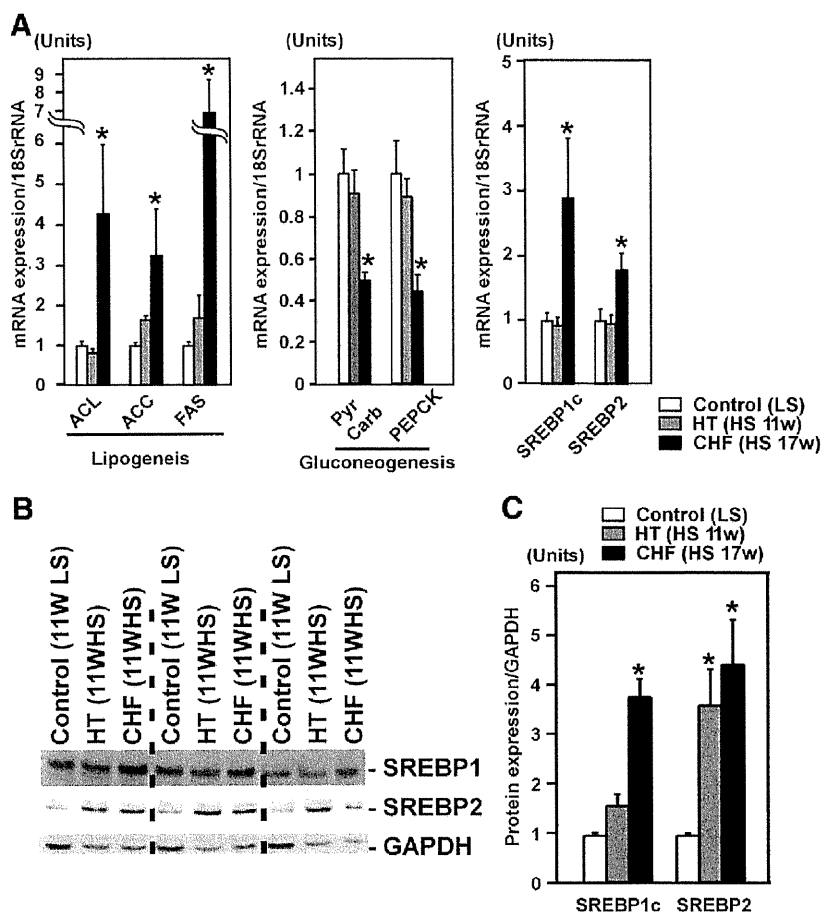 A
(Units)
mRNA expression/18SrRNA
9
8
7
6
5
4
3
2
1
0
*
*
*
ACL
ACC
FAS
Lipogeneis
(Units)
mRNA expression/18SrRNA
1.4
1.2
1
0.8
0.6
0.4
0.2
0
*
*
Pyr Carb
PEPCK
Gluconeogenesis
(Units)
mRNA expression/18SrRNA
5
4
3
2
1
0
*
*
SREBP1c
SREBP2
Control (LS)
HT (HS 11w)
CHF (HS 17w)
B
Control (11W LS)
HT (11WHS)
CHF (11WHS)
Control (11W LS)
HT (11WHS)
CHF (11WHS)
Control (11W LS)
HT (11WHS)
CHF (11WHS)
- SREBP1
- SREBP2
- GAPDH
C
Control (LS)
HT (HS 11w)
CHF (HS 17w)
(Units)
Protein expression/GAPDH
6
5
4
3
2
1
0
*
*
*
SREBP1c
SREBP2